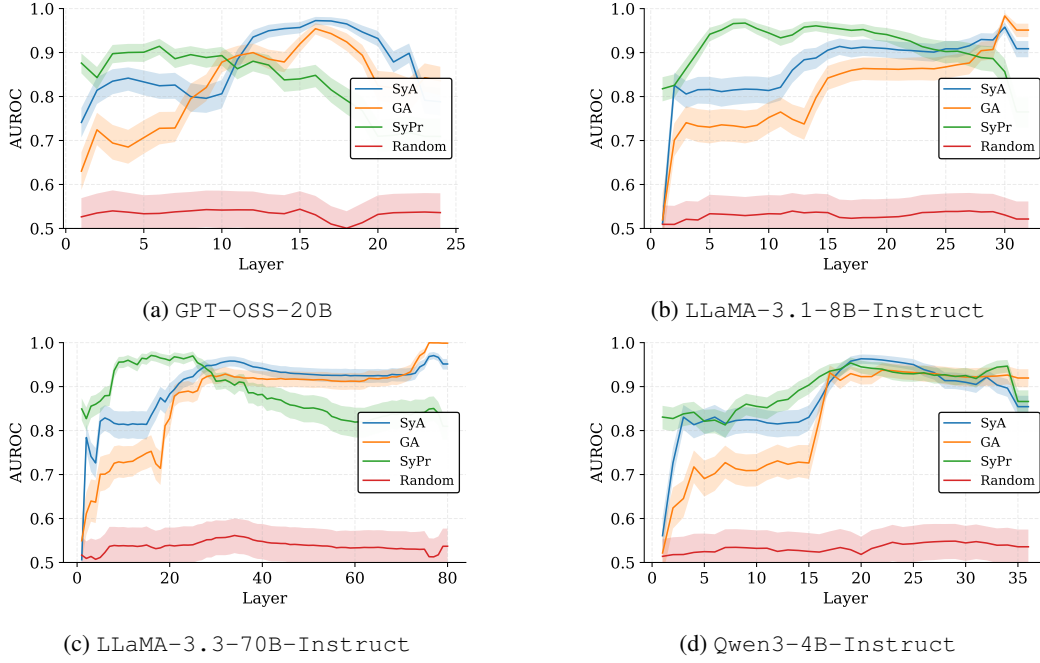 1.0
0.9
0.8
0.7
0.6
0.5
AUROC
0 5 10 15 20 25
Layer
SyA
GA
SyPr
Random
(a) GPT-OSS-20B
1.0
0.9
0.8
0.7
0.6
0.5
AUROC
0 5 10 15 20 25 30
Layer
SyA
GA
SyPr
Random
(b) LLaMA-3.1-8B-Instruct
1.0
0.9
0.8
0.7
0.6
0.5
AUROC
0 20 40 60 80
Layer
SyA
GA
SyPr
Random
(c) LLaMA-3.3-70B-Instruct
1.0
0.9
0.8
0.7
0.6
0.5
AUROC
0 5 10 15 20 25 30 35
Layer
SyA
GA
SyPr
Random
(d) Qwen3-4B-Instruct